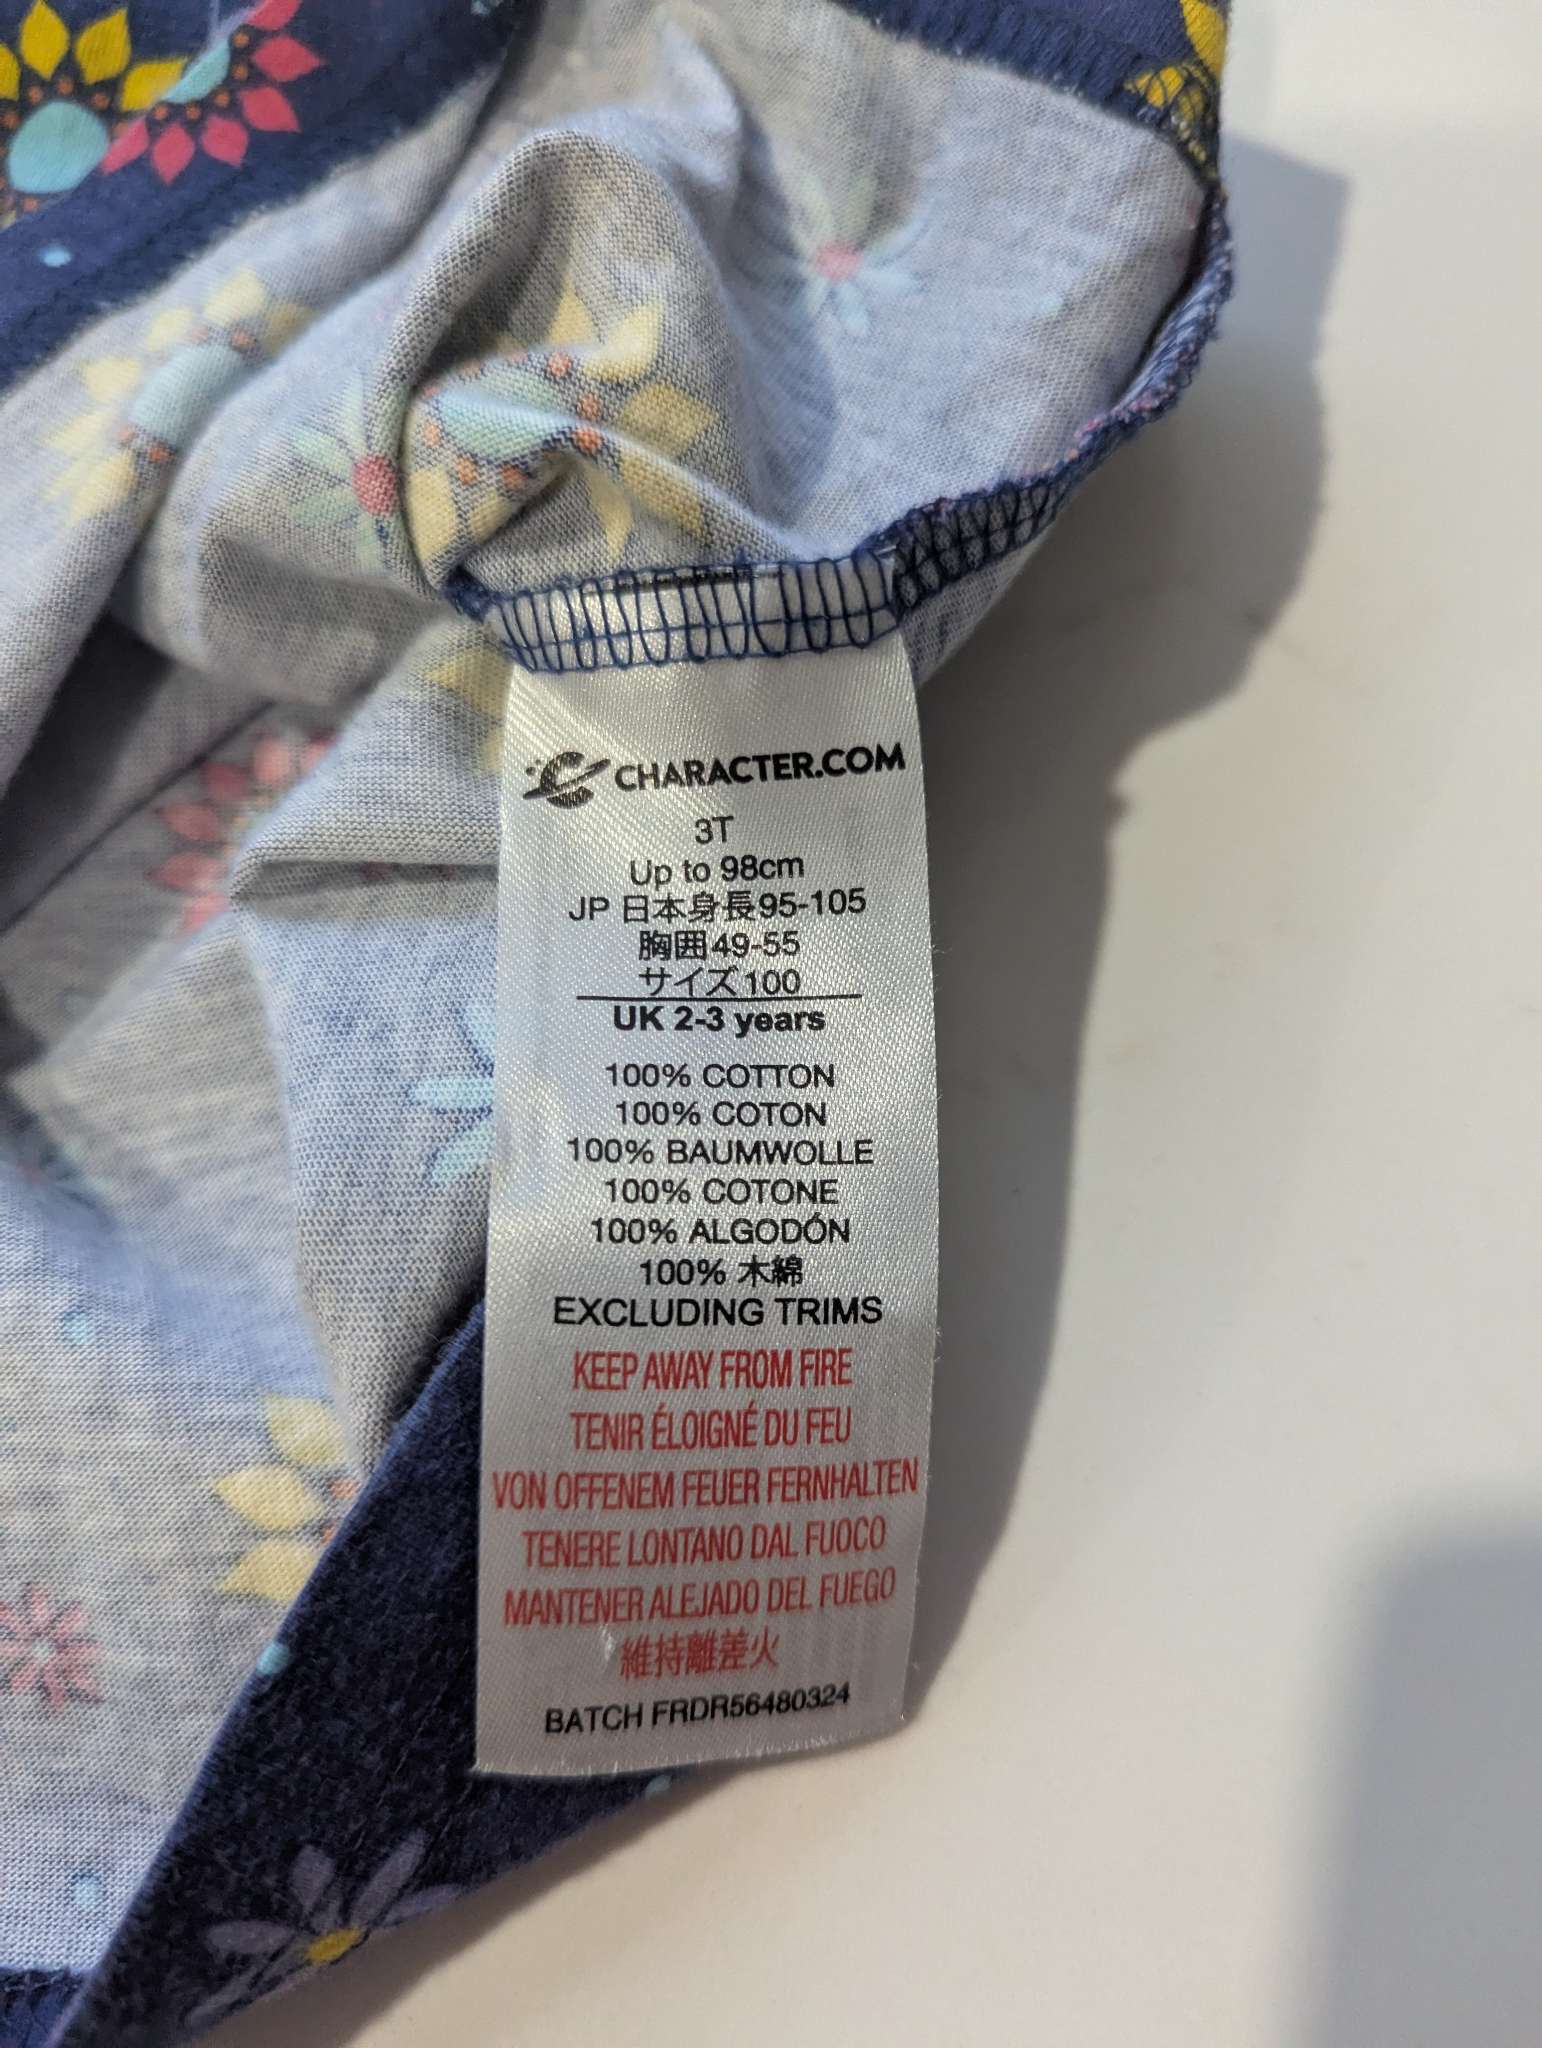 CHARACTER.COM
3T
Up to 98cm
JP 日本身長95-105
胸囲49-55
サイズ100
UK 2-3 years
100% COTTON
100% COTON
100% BAUMWOLLE
100% COTONE
100% ALGODÓN
100% 木綿
EXCLUDING TRIMS
KEEP AWAY FROM FIRE
TENIR ÉLOIGNÉ DU FEU
VON OFFENEM FEUER FERNHALTEN
TENERE LONTANO DAL FUOCO
MANTENER ALEJADO DEL FUEGO
維持離差火
BATCH FRDR56480324